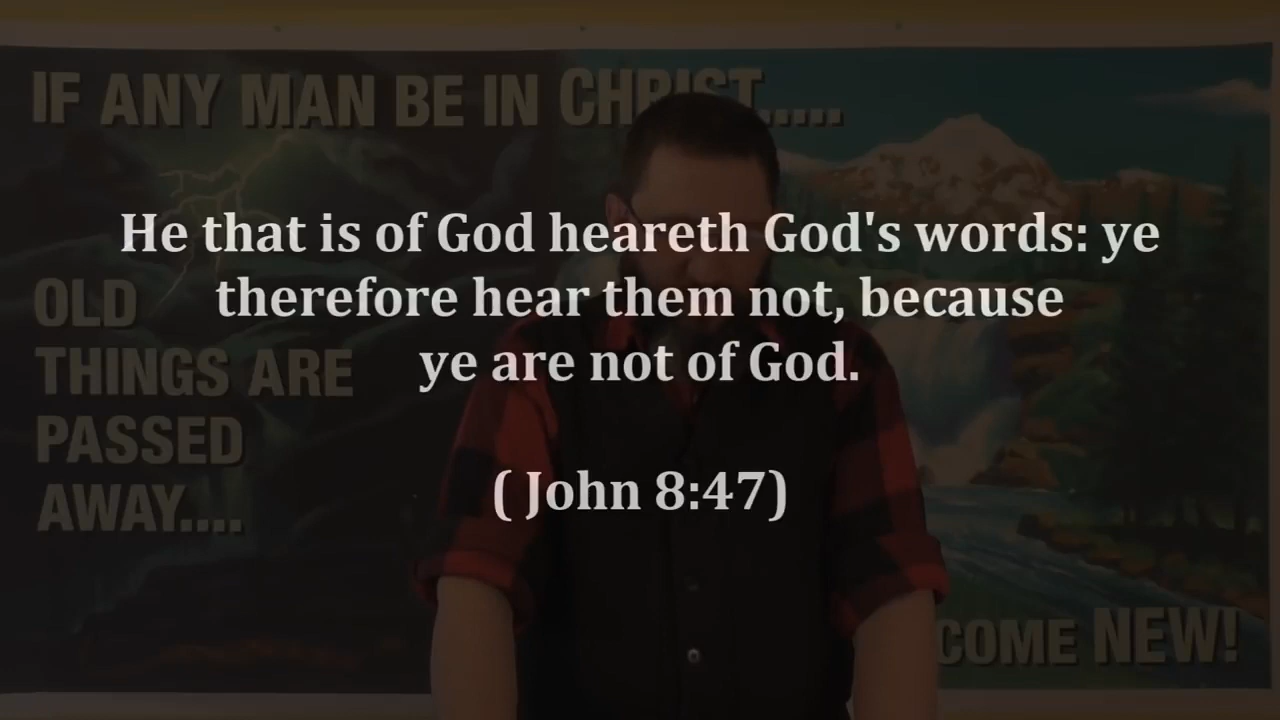 IF ANY MAN BE IN CHRIST.....
He that is of God heareth God's words: ye
therefore hear them not, because
ye are not of God.
( John 8:47)
OLD
THINGS ARE
PASSED
AWAY....
COME NEW!